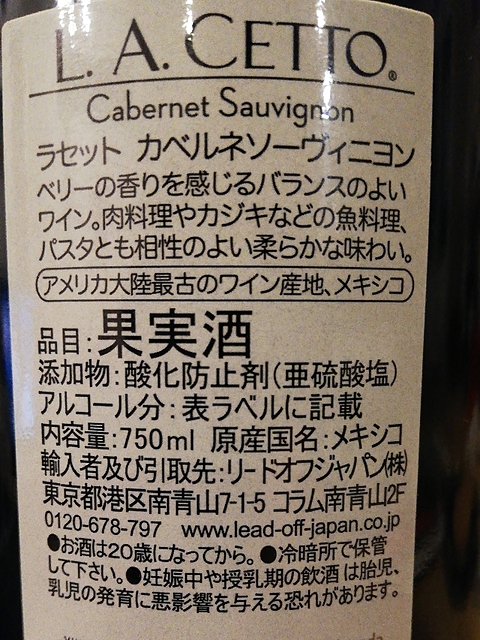 L. A. CETTO®
Cabernet Sauvignon
ラセット カベルネソーヴィニヨン
ベリーの香りを感じるバランスのよい
ワイン。肉料理やカジキなどの魚料理、
パスタとも相性のよい柔らかな味わい。
アメリカ大陸最古のワイン産地、メキシコ
品目:果実酒
添加物:酸化防止剤(亜硫酸塩)
アルコール分:表ラベルに記載
内容量:750ml 原産国名:メキシコ
輸入者及び引取先:リードオフジャパン(株)
東京都港区南青山7-1-5 コラム南青山2F
0120-678-797 www.lead-off-japan.co.jp
●お酒は20歳になってから。●冷暗所で保管
して下さい。●妊娠中や授乳期の飲酒は胎児、
乳児の発育に悪影響を与える恐れがあります。